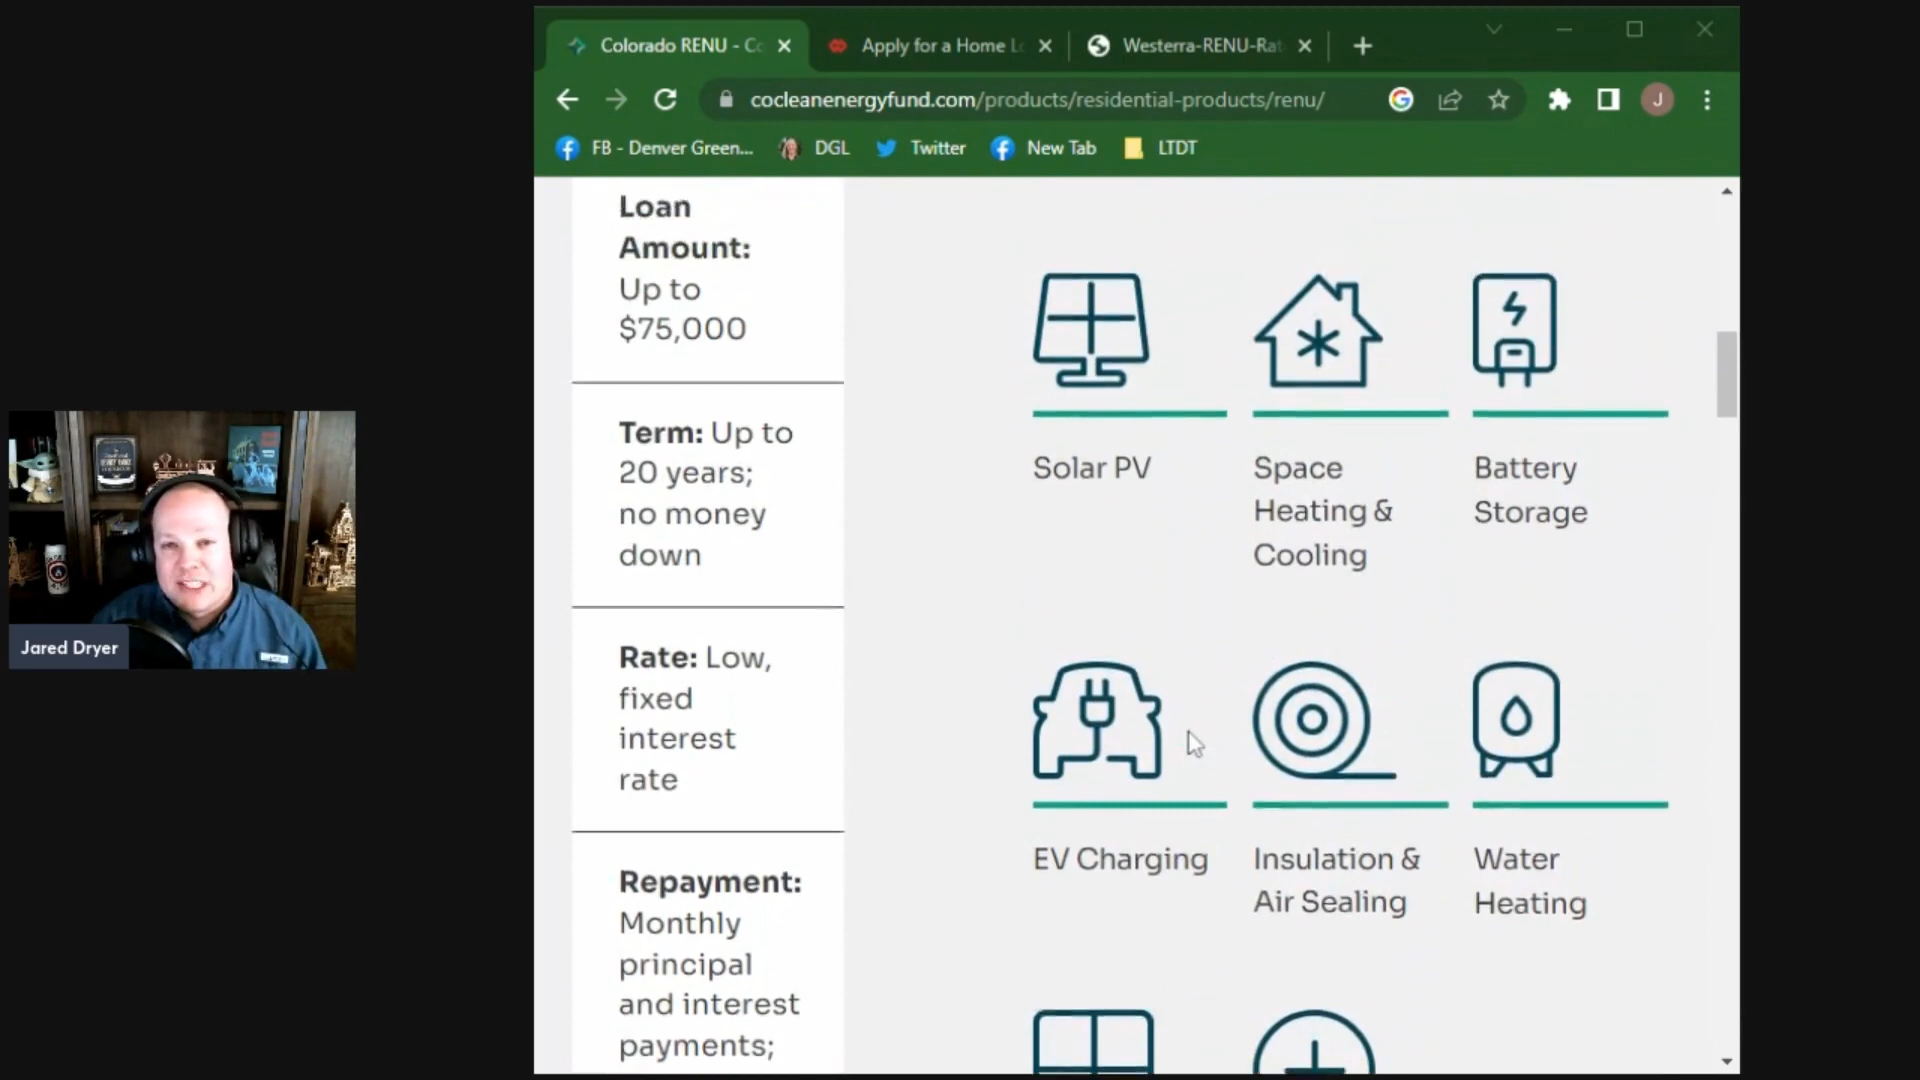 Colorado RENU - Co
Apply for a Home Lo
Westerra-RENU-Rat
cocleanenergyfund.com/products/residential-products/renu/
J
FB - Denver Green...
DGL
Twitter
New Tab
LTDT
Loan
Amount:
Up to
$75,000
Term: Up to
20 years;
no money
down
Rate: Low,
fixed
interest
rate
Repayment:
Monthly
principal
and interest
payments;
Solar PV
Space
Heating &
Cooling
Battery
Storage
EV Charging
Insulation &
Air Sealing
Water
Heating
Jared Dryer